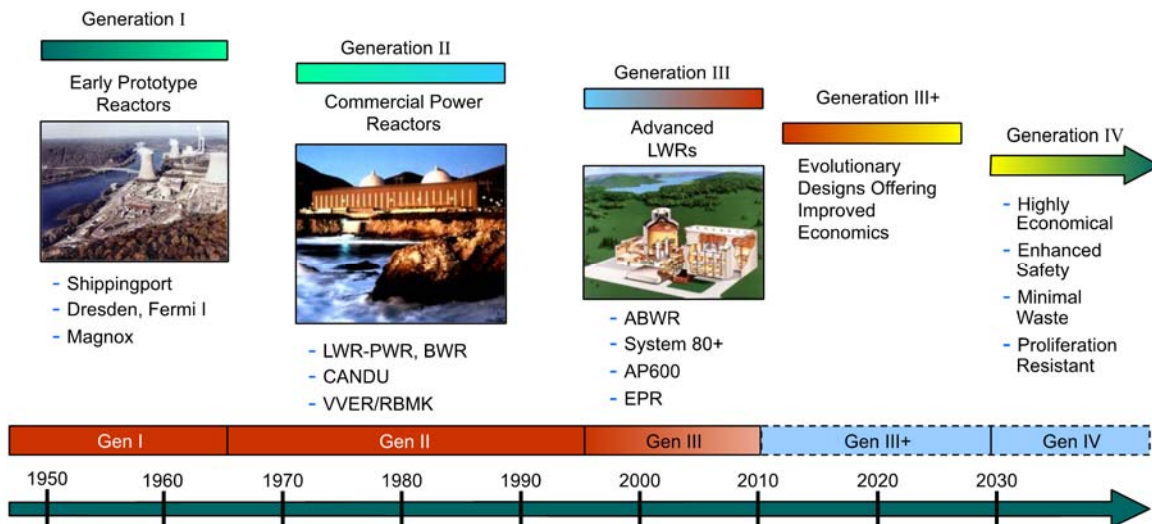 Generation I
Early Prototype
Reactors
- Shippingport
- Dresden, Fermi I
- Magnox
Generation II
Commercial Power
Reactors
- LWR-PWR, BWR
- CANDU
- VVER/RBMK
Generation III
Advanced
LWRs
- ABWR
- System 80+
- AP600
- EPR
Generation III+
Evolutionary
Designs Offering
Improved
Economics
Generation IV
- Highly
Economical
- Enhanced
Safety
- Minimal
Waste
- Proliferation
Resistant
Gen I Gen II Gen III Gen III+ Gen IV
1950 1960 1970 1980 1990 2000 2010 2020 2030